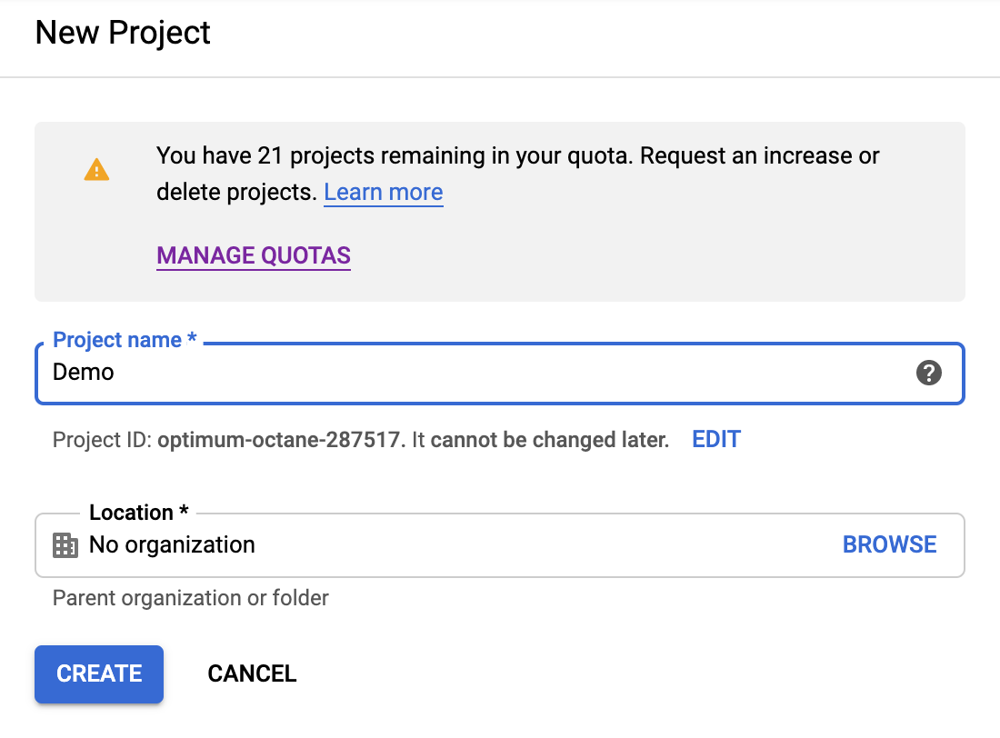 New Project
You have 21 projects remaining in your quota. Request an increase or
delete projects. Learn more
MANAGE QUOTAS
Project name *
Demo
Project ID: optimum-octane-287517. It cannot be changed later. EDIT
Location *
No organization BROWSE
Parent organization or folder
CREATE CANCEL